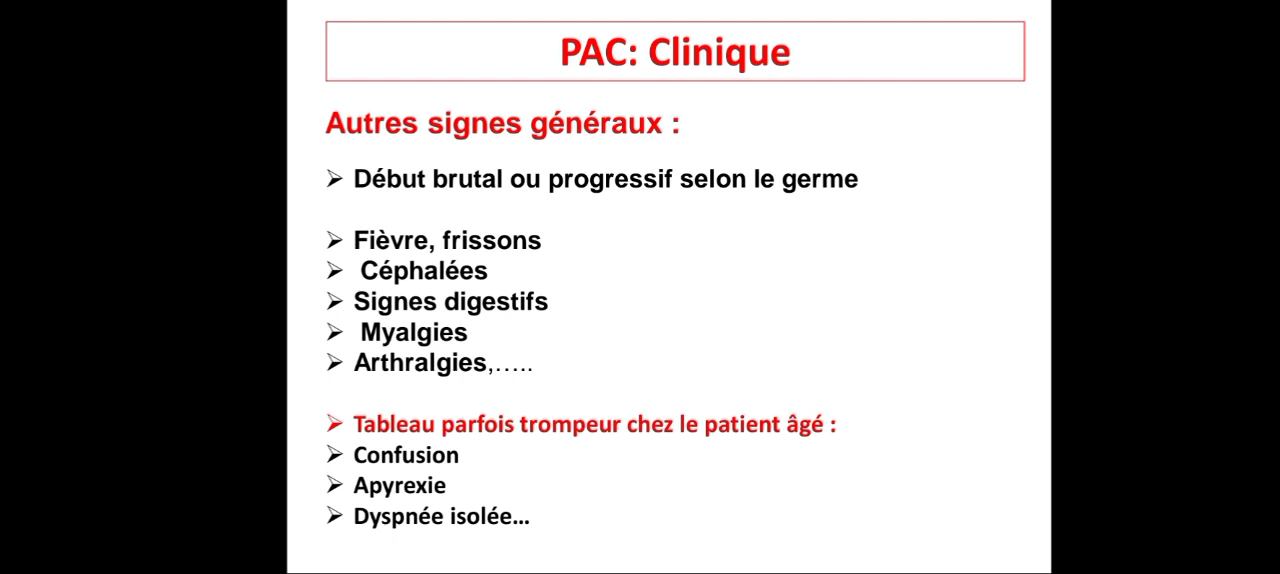 PAC: Clinique
Autres signes généraux :
➢ Début brutal ou progressif selon le germe
➢ Fièvre, frissons
➢ Céphalées
➢ Signes digestifs
➢ Myalgies
➢ Arthralgies,…..
➢ Tableau parfois trompeur chez le patient âgé :
➢ Confusion
➢ Apyrexie
➢ Dyspnée isolée…